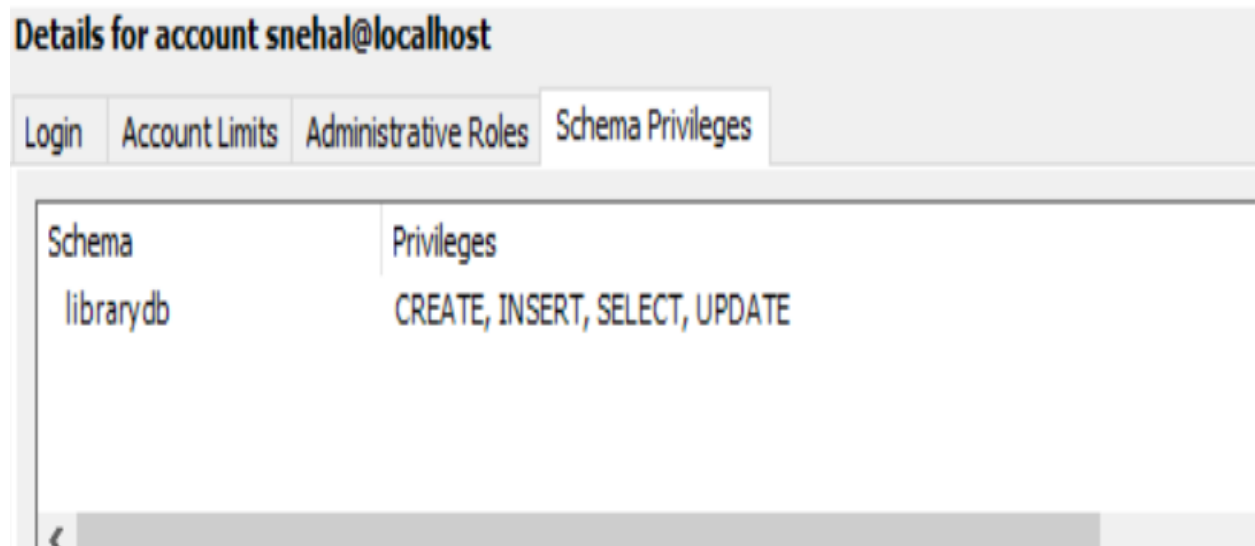 Details for account snehal@localhost
Login Account Limits Administrative Roles Schema Privileges
Schema Privileges
librarydb CREATE, INSERT, SELECT, UPDATE